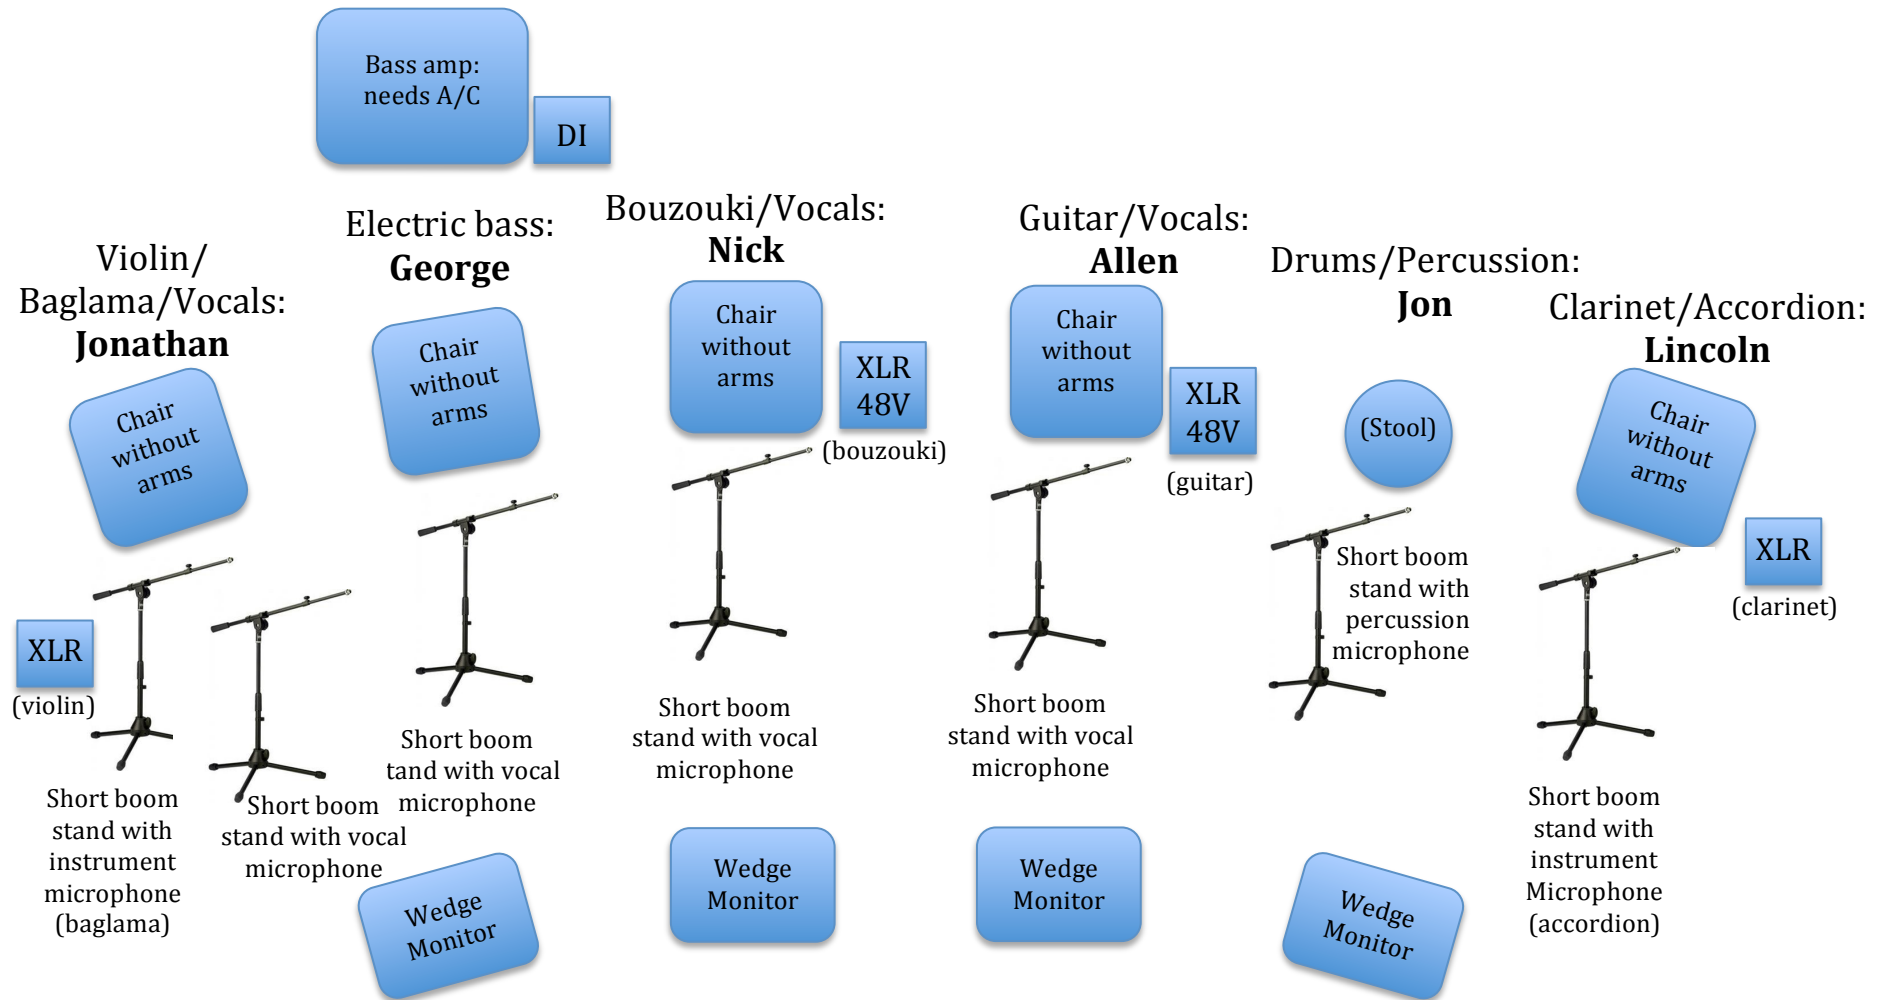 Bass amp:
needs A/C
DI
Violin/
Baglama/Vocals:
Jonathan
Electric bass:
George
Bouzouki/Vocals:
Nick
Guitar/Vocals:
Allen
Drums/Percussion:
Jon
Clarinet/Accordion:
Lincoln
Chair
without
arms
Chair
without
arms
Chair
without
arms
XLR
48V
(bouzouki)
Chair
without
arms
XLR
48V
(guitar)
(Stool)
Chair
without
arms
XLR
(clarinet)
XLR
(violin)
Short boom
stand with
instrument
microphone
(baglama)
Short boom
stand with vocal
microphone
Short boom
tand with vocal
microphone
Short boom
stand with vocal
microphone
Short boom
stand with vocal
microphone
Short boom
stand with
percussion
microphone
Short boom
stand with
instrument
Microphone
(accordion)
Wedge
Monitor
Wedge
Monitor
Wedge
Monitor
Wedge
Monitor